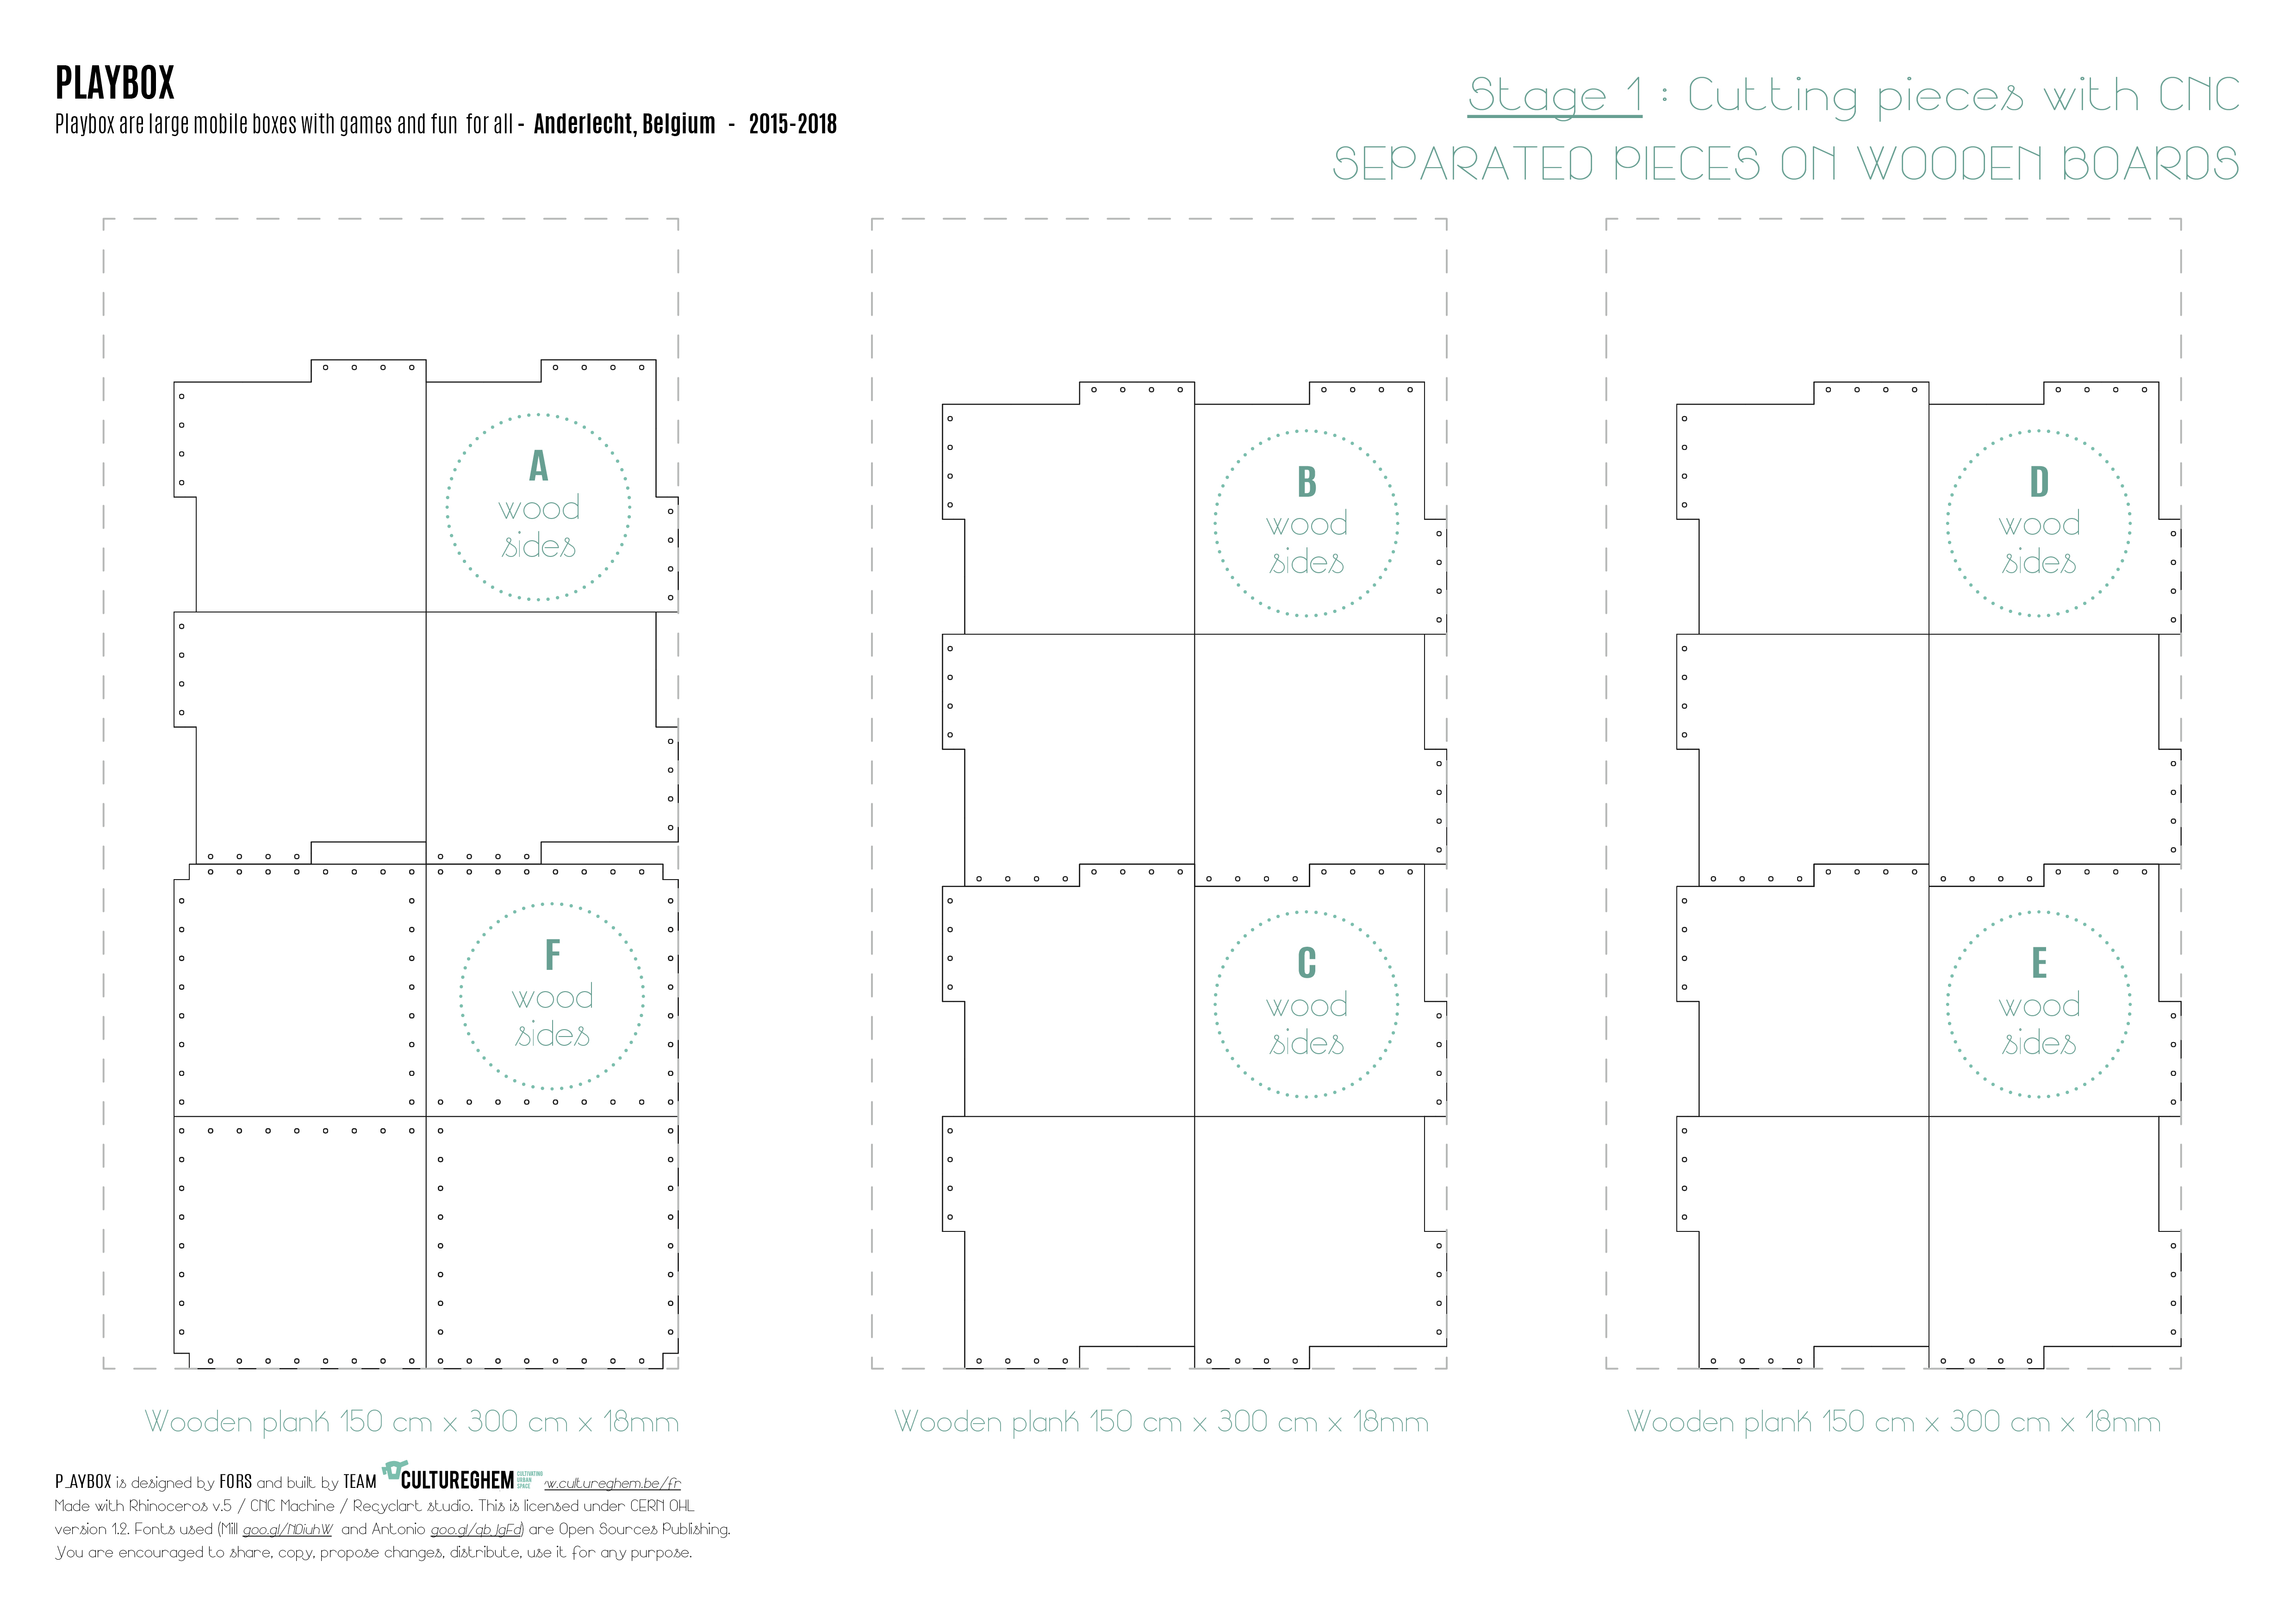 PLAYBOX
Playbox are large mobile boxes with games and fun for all - Anderlecht, Belgium - 2015-2018
Stage 1 : Cutting pieces with CNC
SEPARATED PIECES ON WOODEN BOARDS
A
wood
sides
B
wood
sides
D
wood
sides
F
wood
sides
C
wood
sides
E
wood
sides
Wooden plank 150 cm x 300 cm x 18mm
Wooden plank 150 cm x 300 cm x 18mm
Wooden plank 150 cm x 300 cm x 18mm
PLAYBOX is designed by FORS and built by TEAM CULTUREGHEM CULTIVATING URBAN SPACE w.cultureghem.be/fr
Made with Rhinoceros v.5 / CNC Machine / Recyclart studio. This is licensed under CERN OHL
version 1.2. Fonts used (Mill goo.gl/NDiuhW and Antonio) are Open Sources Publishing.
You are encouraged to share, copy, propose changes, distribute, use it for any purpose.